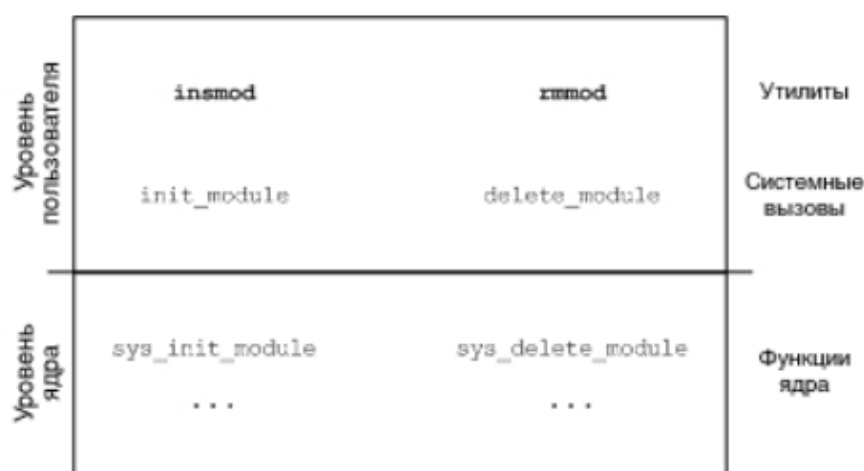 Уровень
пользователя
insmod
rmmod
Утилиты
init_module
delete_module
Системные
вызовы
Уровень
ядра
sys_init_module
sys_delete_module
Функции
ядра
...
...